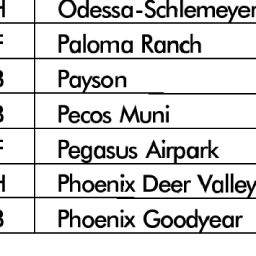 H Odessa-Schlemeyer
F Paloma Ranch
B Payson
B Pecos Muni
F Pegasus Airpark
H Phoenix Deer Valley
B Phoenix Goodyear